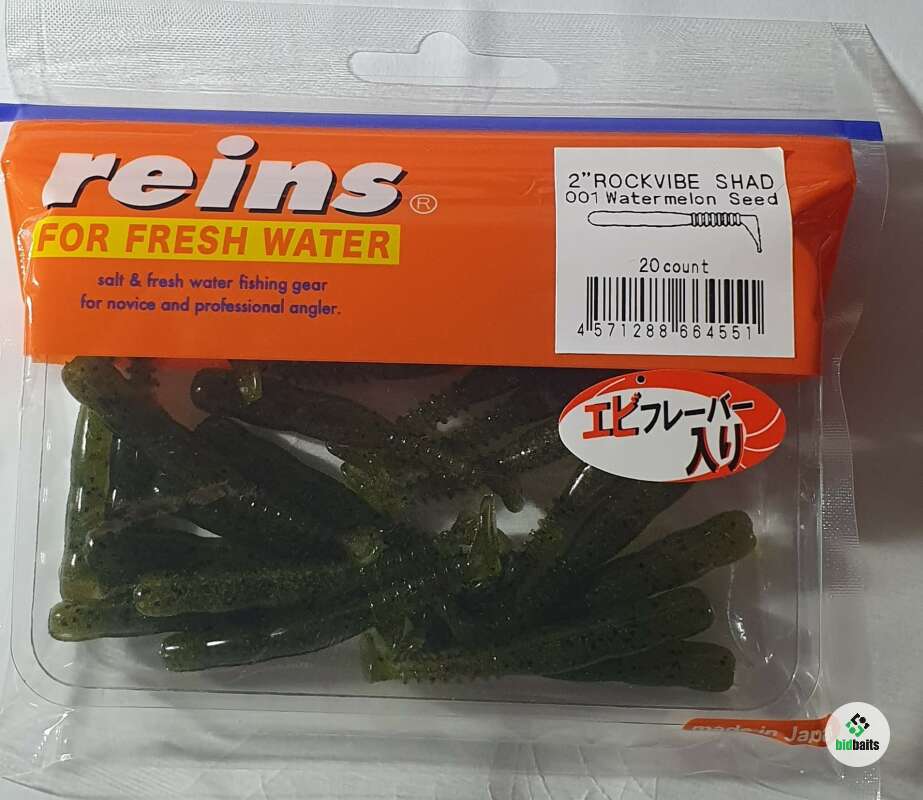 reins®
FOR FRESH WATER
salt & fresh water fishing gear
for novice and professional angler.
2”ROCKVIBE SHAD
001 Watermelon Seed
20 count
4 571288 664551
エビフレーバー
入り
made in Japa
bidbaits